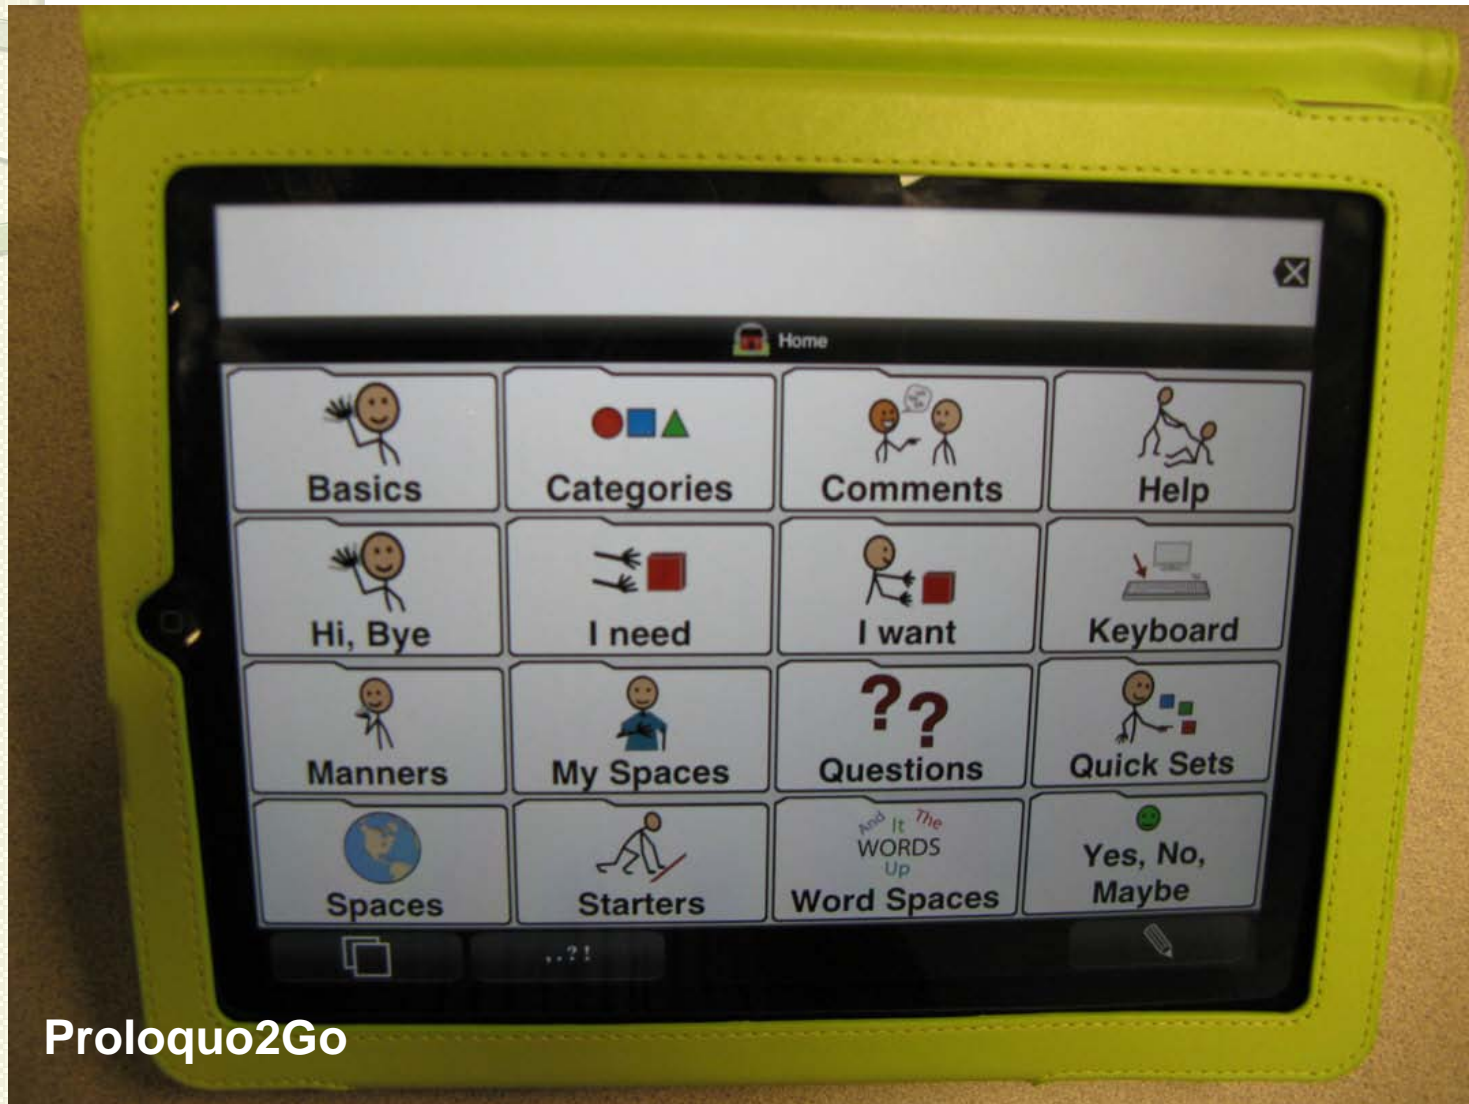 Home
Basics
Categories
Comments
Help
Hi, Bye
I need
I want
Keyboard
Manners
My Spaces
??
Questions
Quick Sets
Spaces
Starters
And It The
WORDS
Up
Word Spaces
Yes, No,
Maybe
,.?!
Proloquo2Go